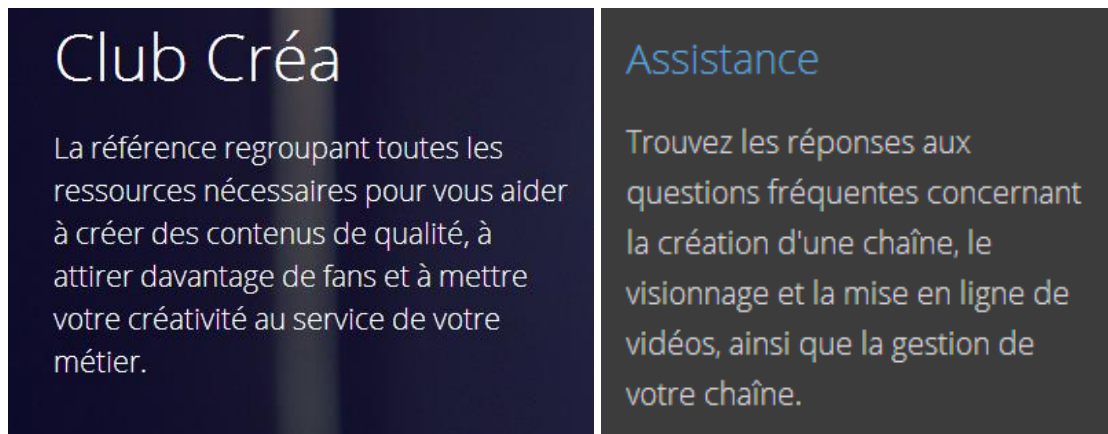 Club Créa
La référence regroupant toutes les
ressources nécessaires pour vous aider
à créer des contenus de qualité, à
attirer davantage de fans et à mettre
votre créativité au service de votre
métier.
Assistance
Trouvez les réponses aux
questions fréquentes concernant
la création d'une chaîne, le
visionnage et la mise en ligne de
vidéos, ainsi que la gestion de
votre chaîne.